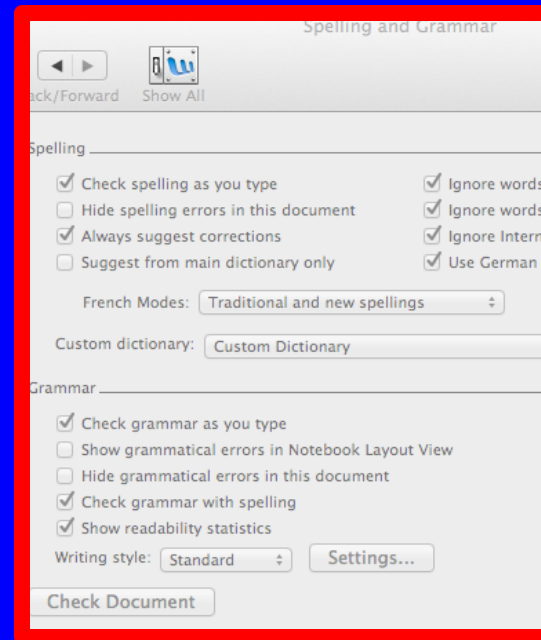 Spelling and Grammar
ack/Forward Show All
Spelling
Check spelling as you type Ignore words
Hide spelling errors in this document Ignore words
Always suggest corrections Ignore Intern
Suggest from main dictionary only Use German
French Modes: Traditional and new spellings
Custom dictionary: Custom Dictionary
Grammar
Check grammar as you type
Show grammatical errors in Notebook Layout View
Hide grammatical errors in this document
Check grammar with spelling
Show readability statistics
Writing style: Standard Settings...
Check Document